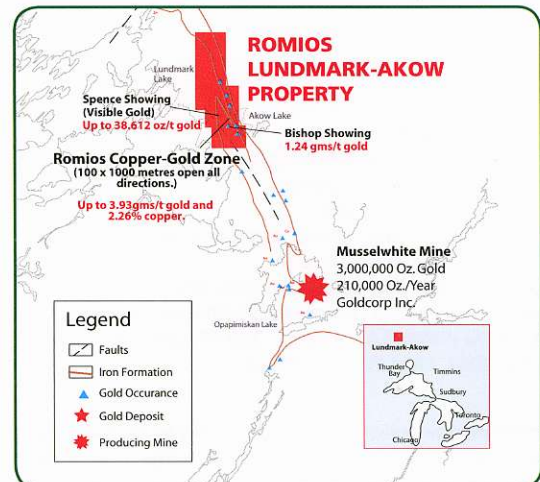 ROMIOS
LUNDMARK-AKOW
PROPERTY
Lundmark
Lake
Spence Showing
(Visible Gold)
Up to 38.612 oz/t gold
Akow Lake
Bishop Showing
1.24 gms/t gold
Romios Copper-Gold Zone
(100 x 1000 metres open all
directions.)
Up to 3.93gms/t gold and
2.26% copper.
Musselwhite Mine
3,000,000 Oz. Gold
210,000 Oz./Year
Goldcorp Inc.
Opapimiskan Lake
Legend
Faults
Iron Formation
Gold Occurance
Gold Deposit
Producing Mine
Lundmark-Akow
Thunder
Bay
Timmins
Sudbury
Toronto
Chicago